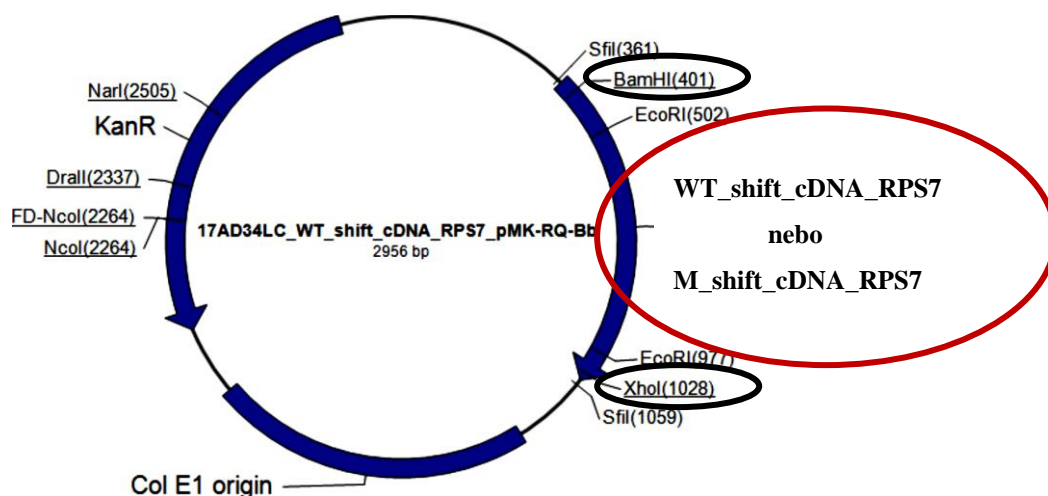 SfiI(361)
BamHI(401)
EcoRI(502)
NarI(2505)
KanR
DraII(2337)
FD-NcoI(2264)
NcoI(2264)
17AD34LC_WT_shift_cDNA_RPS7_pMK-RQ-Bb
2956 bp
WT_shift_cDNA_RPS7
nebo
M_shift_cDNA_RPS7
EcoRI(977)
XhoI(1028)
SfiI(1059)
Col E1 origin